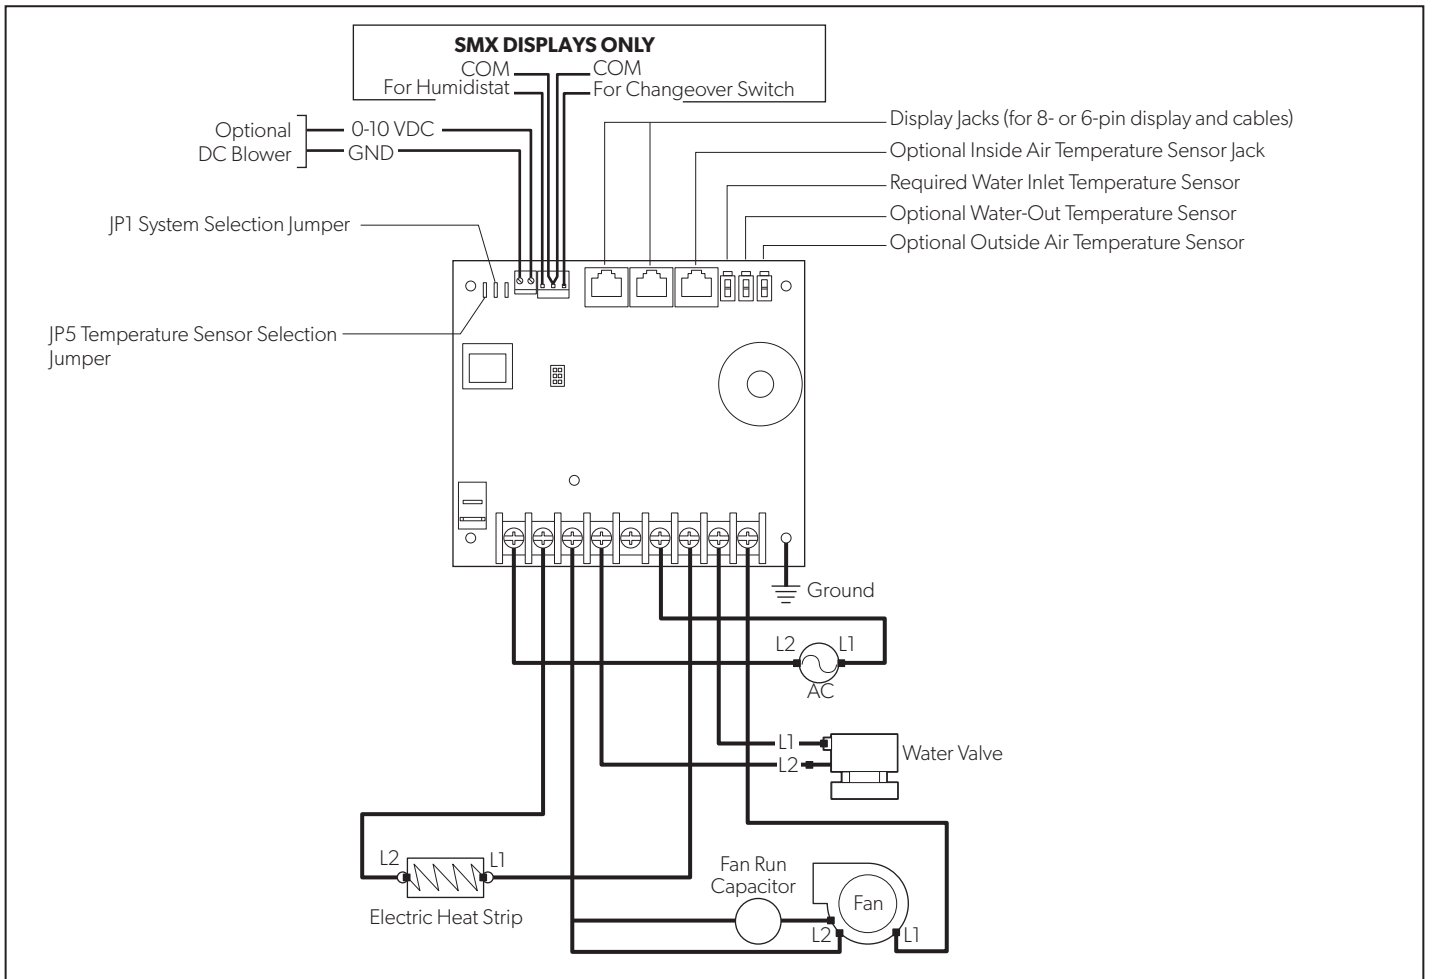 SMX DISPLAYS ONLY
COM COM
For Humidistat For Changeover Switch
Optional
DC Blower
0-10 VDC
GND
Display Jacks (for 8- or 6-pin display and cables)
Optional Inside Air Temperature Sensor Jack
Required Water Inlet Temperature Sensor
Optional Water-Out Temperature Sensor
Optional Outside Air Temperature Sensor
JP1 System Selection Jumper
JP5 Temperature Sensor Selection
Jumper
Ground
L2 L1
AC
L1
L2
Water Valve
L2 L1
Electric Heat Strip
Fan Run
Capacitor
Fan
L2 L1